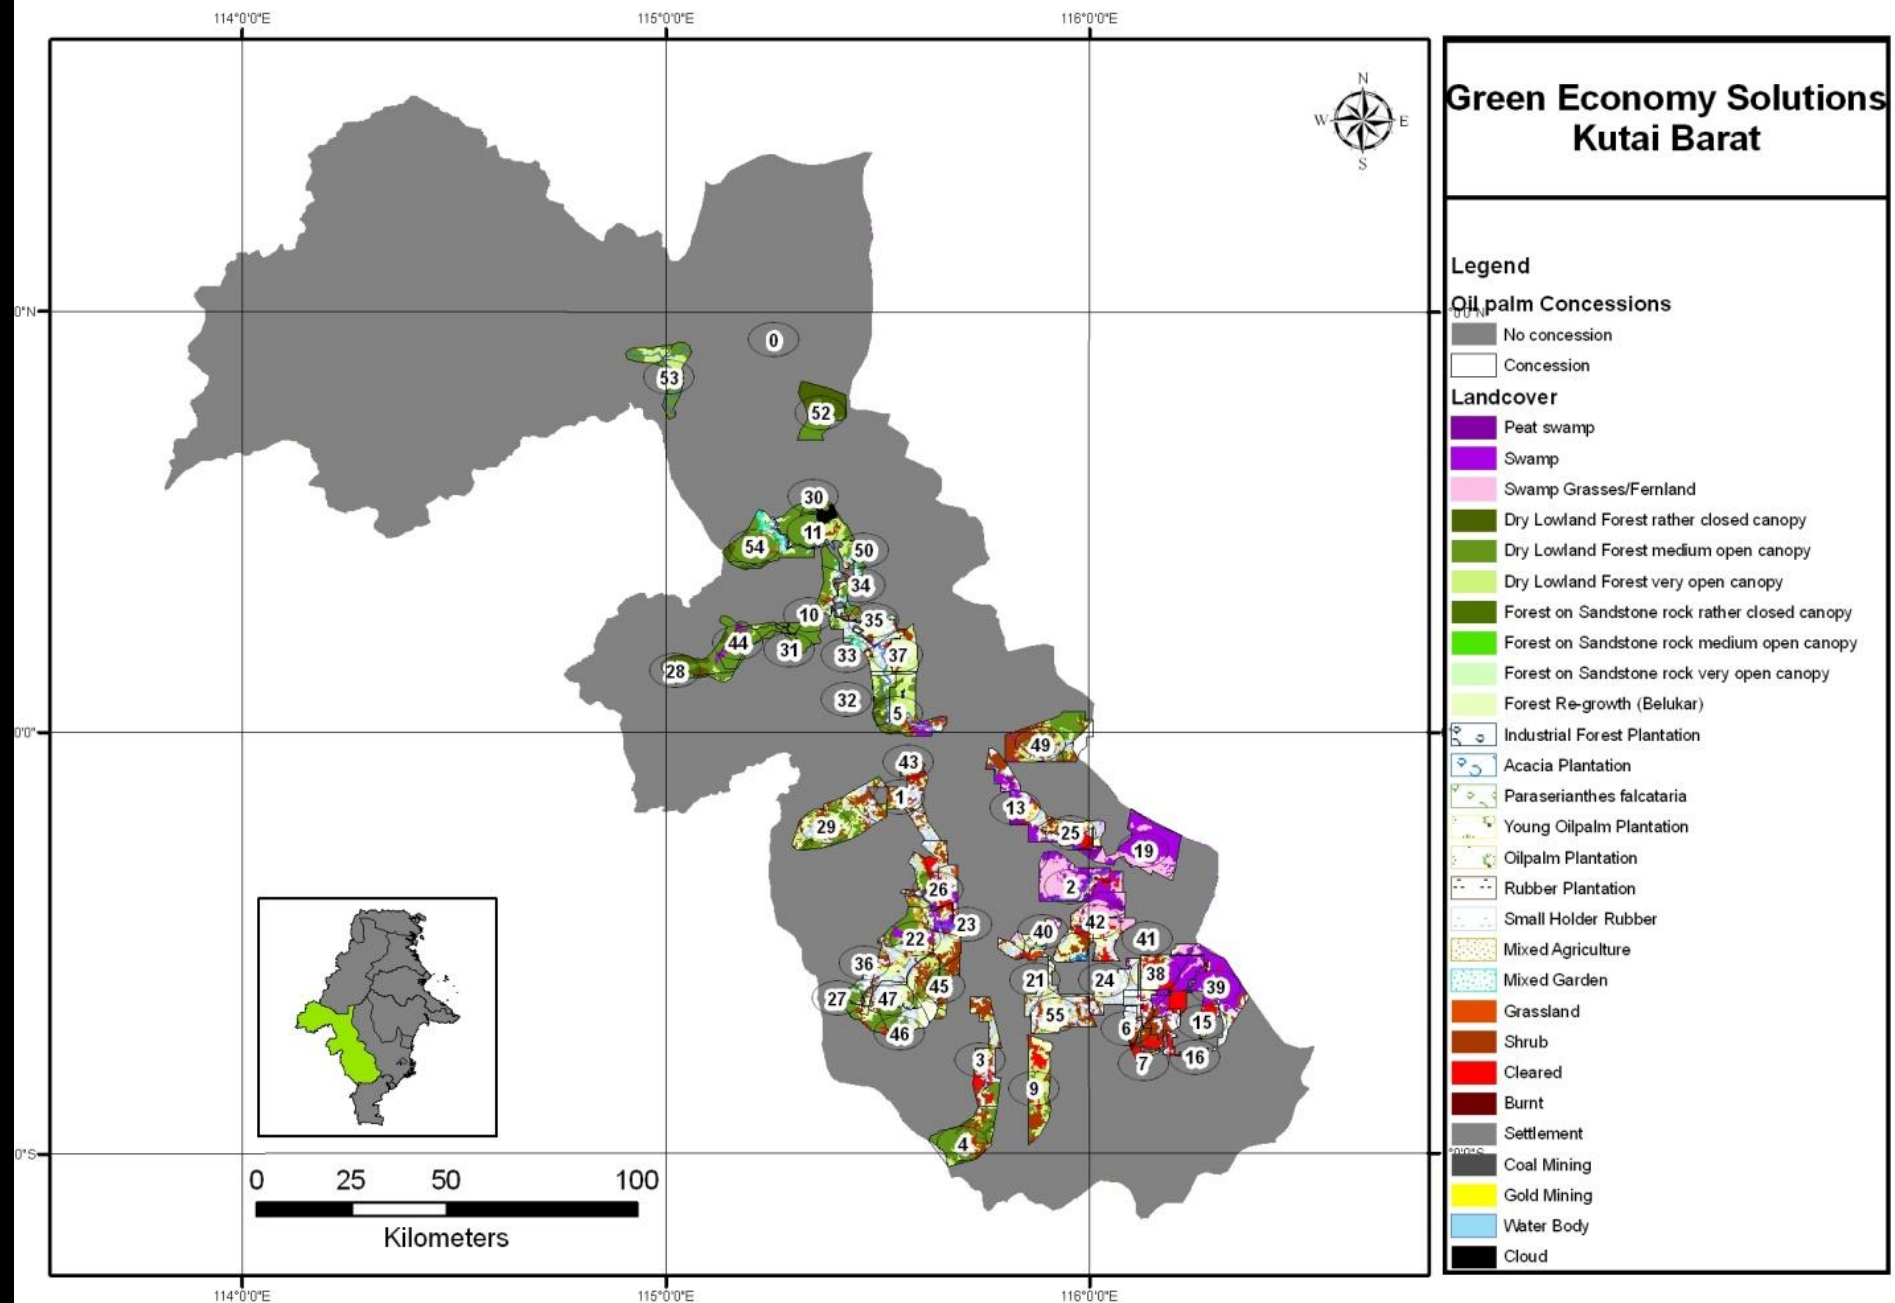 114°0'0"E 115°0'0"E 116°0'0"E
N
W E
S
0"N
0'0"
0"S
0
53
52
30
11
54
50
34
10
35
44
31
33
37
28
32
5
49
43
1
13
29
25
19
26
2
23
42
22
40
41
36
38
21
24
39
45
27
47
55
15
6
46
3
7
16
9
4
0 25 50 100
Kilometers
114°0'0"E 115°0'0"E 116°0'0"E
Green Economy Solutions
Kutai Barat
Legend
Oil palm Concessions
No concession
Concession
Landcover
Peat swamp
Swamp
Swamp Grasses/Fernland
Dry Lowland Forest rather closed canopy
Dry Lowland Forest medium open canopy
Dry Lowland Forest very open canopy
Forest on Sandstone rock rather closed canopy
Forest on Sandstone rock medium open canopy
Forest on Sandstone rock very open canopy
Forest Re-growth (Belukar)
Industrial Forest Plantation
Acacia Plantation
Paraserianthes falcataria
Young Oilpalm Plantation
Oilpalm Plantation
Rubber Plantation
Small Holder Rubber
Mixed Agriculture
Mixed Garden
Grassland
Shrub
Cleared
Burnt
Settlement
Coal Mining
Gold Mining
Water Body
Cloud